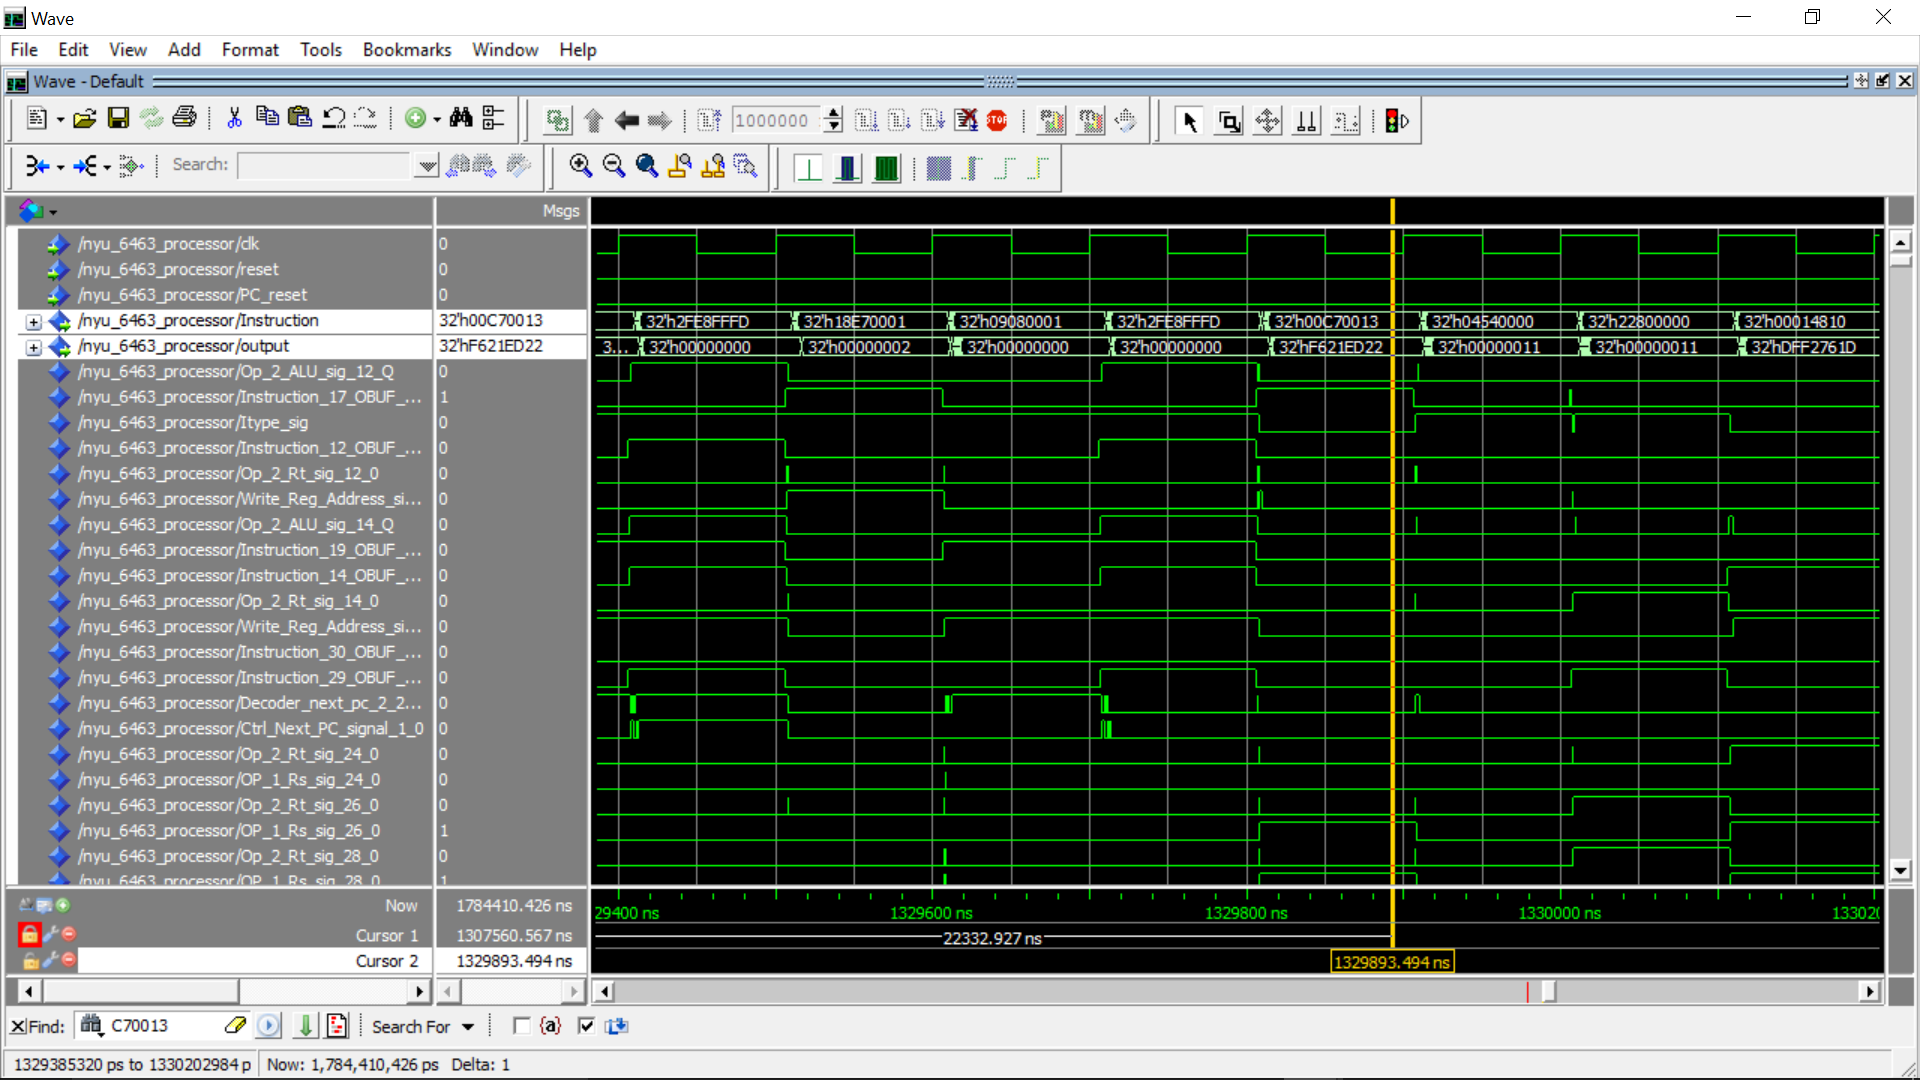 Wave
File Edit View Add Format Tools Bookmarks Window Help
Wave - Default
1000000 STOP
Search:
Msgs
/nyu_6463_processor/clk 0
/nyu_6463_processor/reset 0
/nyu_6463_processor/PC_reset 0
/nyu_6463_processor/Instruction 32'h00C70013 32'h2FE8FFFD 32'h18E70001 32'h09080001 32'h2FE8FFFD 32'h00C70013 32'h04540000 32'h22800000 32'h00014810
/nyu_6463_processor/output 32'hF621ED22 3... 32'h00000000 32'h00000002 32'h00000000 32'h00000000 32'hF621ED22 32'h00000011 32'h00000011 32'hDFF2761D
/nyu_6463_processor/Op_2_ALU_sig_12_Q 0
/nyu_6463_processor/Instruction_17_OBUF_... 1
/nyu_6463_processor/Itype_sig 0
/nyu_6463_processor/Instruction_12_OBUF_... 0
/nyu_6463_processor/Op_2_Rt_sig_12_0 0
/nyu_6463_processor/Write_Reg_Address_si... 0
/nyu_6463_processor/Op_2_ALU_sig_14_Q 0
/nyu_6463_processor/Instruction_19_OBUF_... 0
/nyu_6463_processor/Instruction_14_OBUF_... 0
/nyu_6463_processor/Op_2_Rt_sig_14_0 0
/nyu_6463_processor/Write_Reg_Address_si... 0
/nyu_6463_processor/Instruction_30_OBUF_... 0
/nyu_6463_processor/Instruction_29_OBUF_... 0
/nyu_6463_processor/Decoder_next_pc_2_2... 0
/nyu_6463_processor/Ctrl_Next_PC_signal_1_0 0
/nyu_6463_processor/Op_2_Rt_sig_24_0 0
/nyu_6463_processor/OP_1_Rs_sig_24_0 0
/nyu_6463_processor/Op_2_Rt_sig_26_0 0
/nyu_6463_processor/OP_1_Rs_sig_26_0 1
/nyu_6463_processor/Op_2_Rt_sig_28_0 0
/nyu_6463_processor/OP_1_Rs_sig_28_0 1
Now 1784410.426 ns 29400 ns 1329600 ns 1329800 ns 1330000 ns 13302
Cursor 1 1307560.567 ns 22332.927 ns
Cursor 2 1329893.494 ns 1329893.494 ns
Find: C70013 Search For {a}
1329385320 ps to 1330202984 p Now: 1,784,410,426 ps Delta: 1